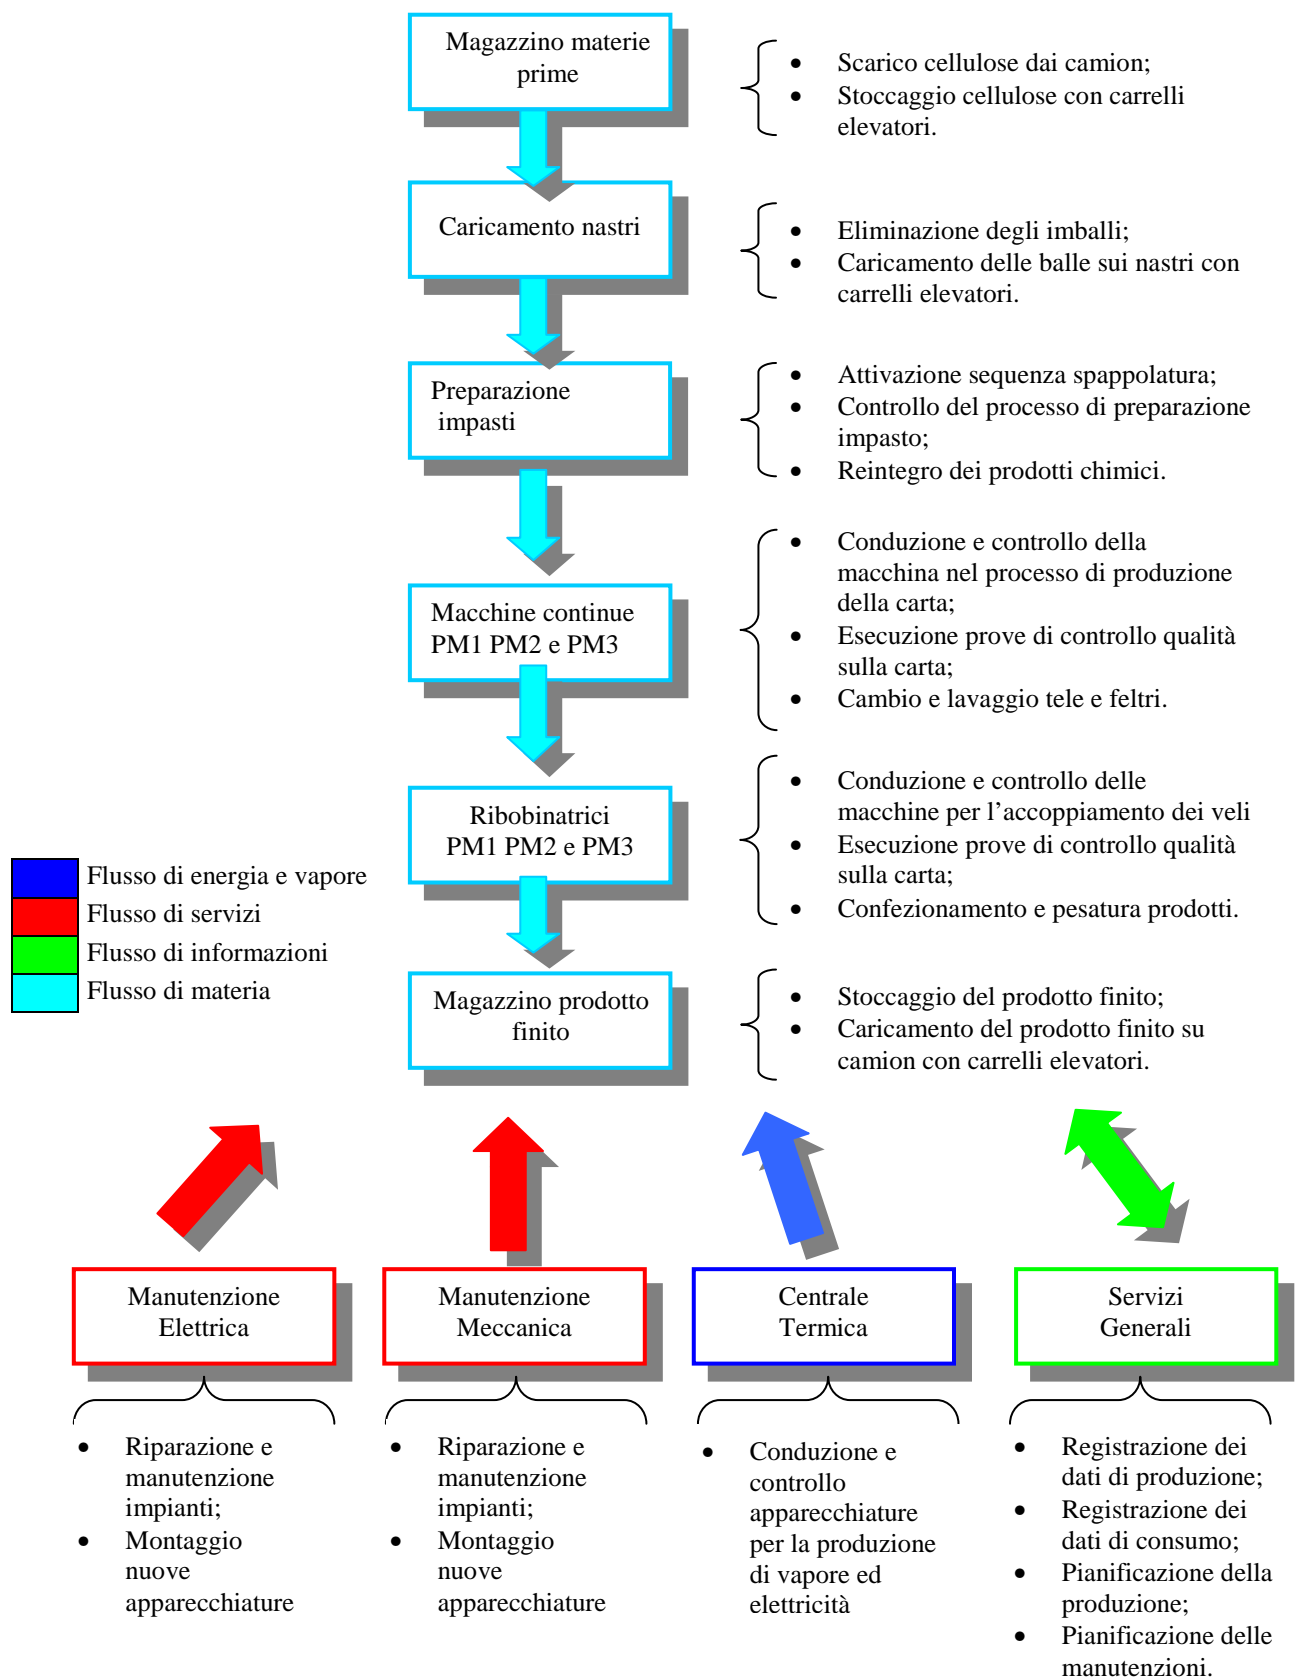 Magazzino materie
prime
• Scarico cellulose dai camion;
• Stoccaggio cellulose con carrelli
elevatori.
Caricamento nastri
• Eliminazione degli imballi;
• Caricamento delle balle sui nastri con
carrelli elevatori.
Preparazione
impasti
• Attivazione sequenza spappolatura;
• Controllo del processo di preparazione
impasto;
• Reintegro dei prodotti chimici.
Macchine continue
PM1 PM2 e PM3
• Conduzione e controllo della
macchina nel processo di produzione
della carta;
• Esecuzione prove di controllo qualità
sulla carta;
• Cambio e lavaggio tele e feltri.
Ribobinatrici
PM1 PM2 e PM3
• Conduzione e controllo delle
macchine per l’accoppiamento dei veli
• Esecuzione prove di controllo qualità
sulla carta;
• Confezionamento e pesatura prodotti.
Flusso di energia e vapore
Flusso di servizi
Flusso di informazioni
Flusso di materia
Magazzino prodotto
finito
• Stoccaggio del prodotto finito;
• Caricamento del prodotto finito su
camion con carrelli elevatori.
Manutenzione
Elettrica
• Riparazione e
manutenzione
impianti;
• Montaggio
nuove
apparecchiature
Manutenzione
Meccanica
• Riparazione e
manutenzione
impianti;
• Montaggio
nuove
apparecchiature
Centrale
Termica
• Conduzione e
controllo
apparecchiature
per la produzione
di vapore ed
elettricità
Servizi
Generali
• Registrazione dei
dati di produzione;
• Registrazione dei
dati di consumo;
• Pianificazione della
produzione;
• Pianificazione delle
manutenzioni.